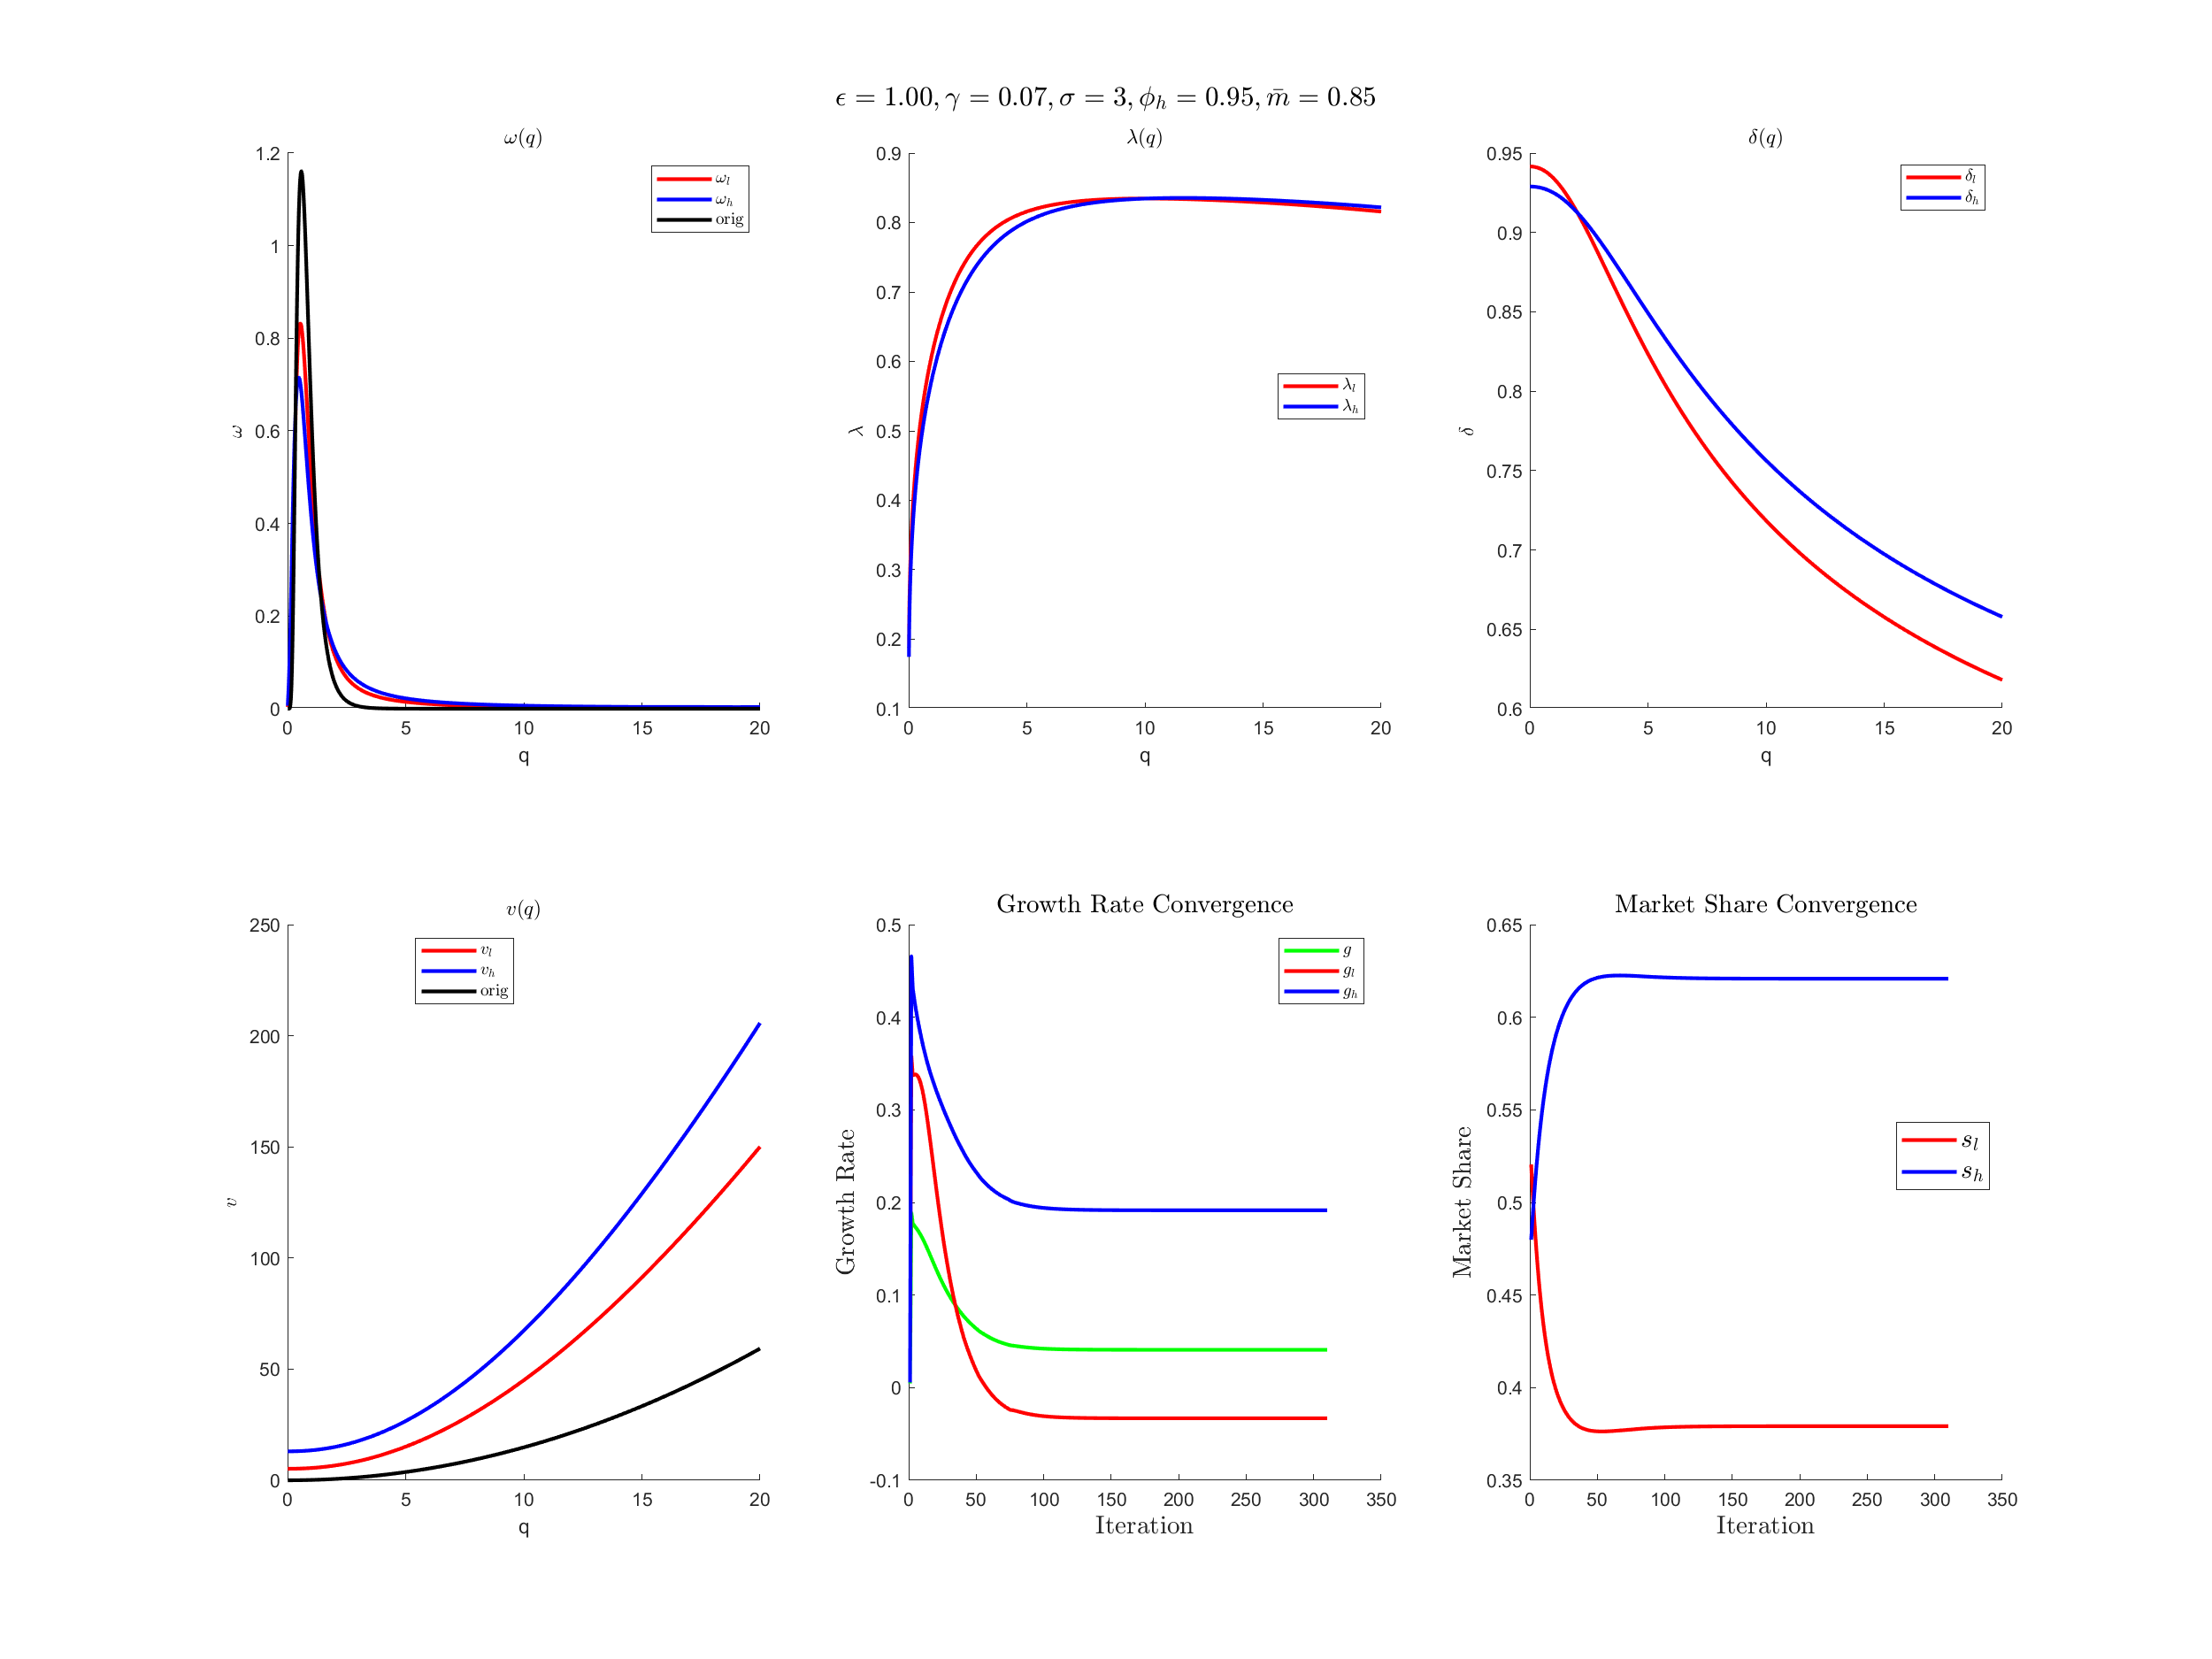 ϵ = 1.00, γ = 0.07, σ = 3, ϕ_h = 0.95, m̄ = 0.85
ω(q)
1.2
1
0.8
0.6
0.4
0.2
0
ω
0 5 10 15 20
q
ω_l
ω_h
orig
λ(q)
0.9
0.8
0.7
0.6
0.5
0.4
0.3
0.2
0.1
λ
0 5 10 15 20
q
λ_l
λ_h
δ(q)
0.95
0.9
0.85
0.8
0.75
0.7
0.65
0.6
δ
0 5 10 15 20
q
δ_l
δ_h
v(q)
250
200
150
100
50
0
v
0 5 10 15 20
q
v_l
v_h
orig
Growth Rate Convergence
0.5
0.4
0.3
0.2
0.1
0
-0.1
Growth Rate
0 50 100 150 200 250 300 350
Iteration
g
g_l
g_h
Market Share Convergence
0.65
0.6
0.55
0.5
0.45
0.4
0.35
Market Share
0 50 100 150 200 250 300 350
Iteration
s_l
s_h